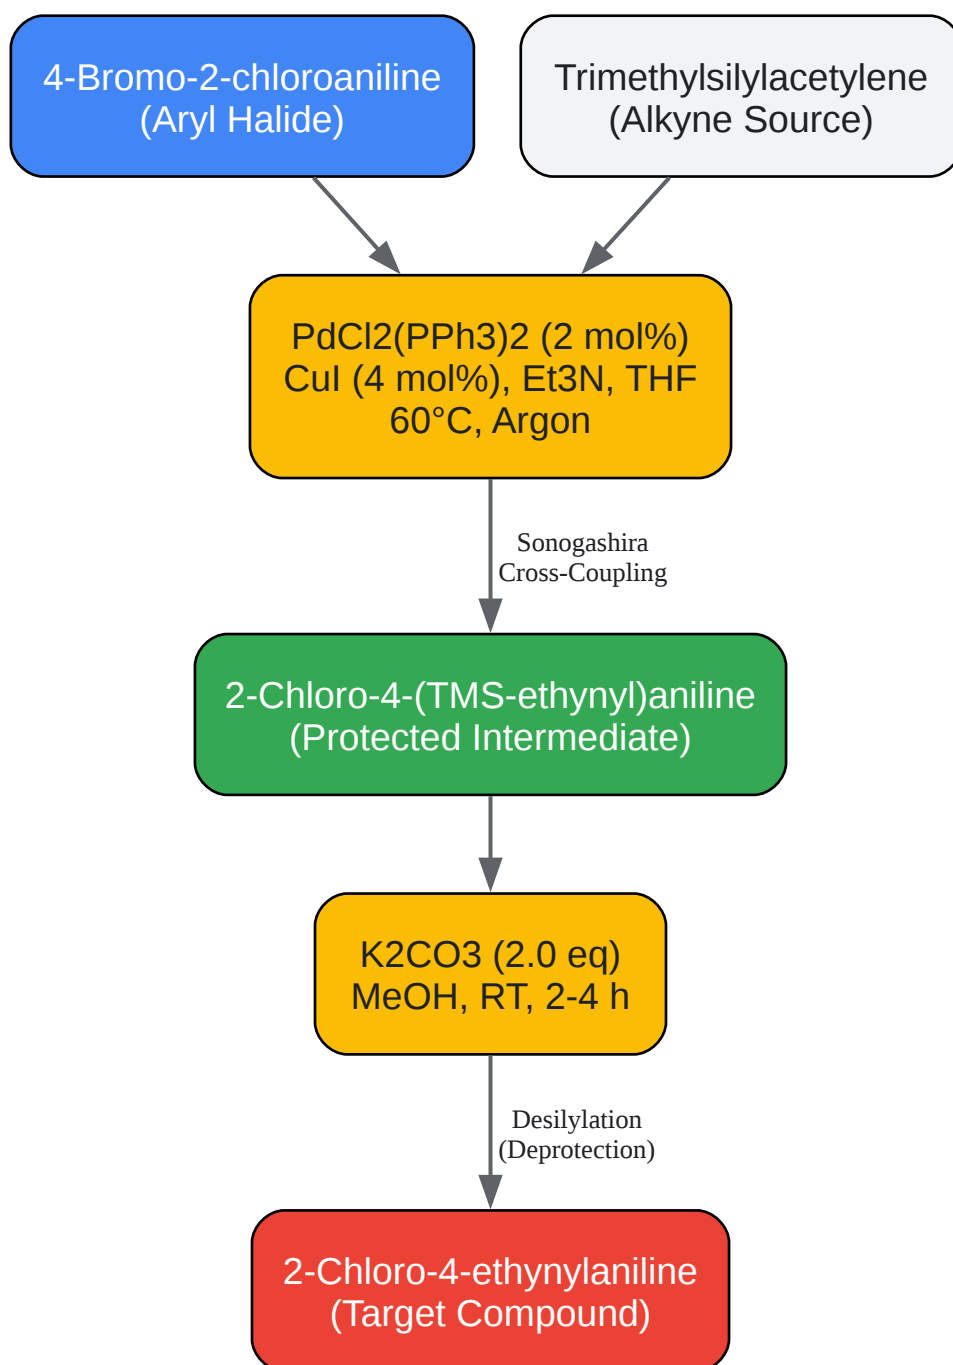 4-Bromo-2-chloroaniline
(Aryl Halide)
Trimethylsilylacetylene
(Alkyne Source)
PdCl2(PPh3)2 (2 mol%)
CuI (4 mol%), Et3N, THF
60°C, Argon
Sonogashira
Cross-Coupling
2-Chloro-4-(TMS-ethynyl)aniline
(Protected Intermediate)
K2CO3 (2.0 eq)
MeOH, RT, 2-4 h
Desilylation
(Deprotection)
2-Chloro-4-ethynylaniline
(Target Compound)